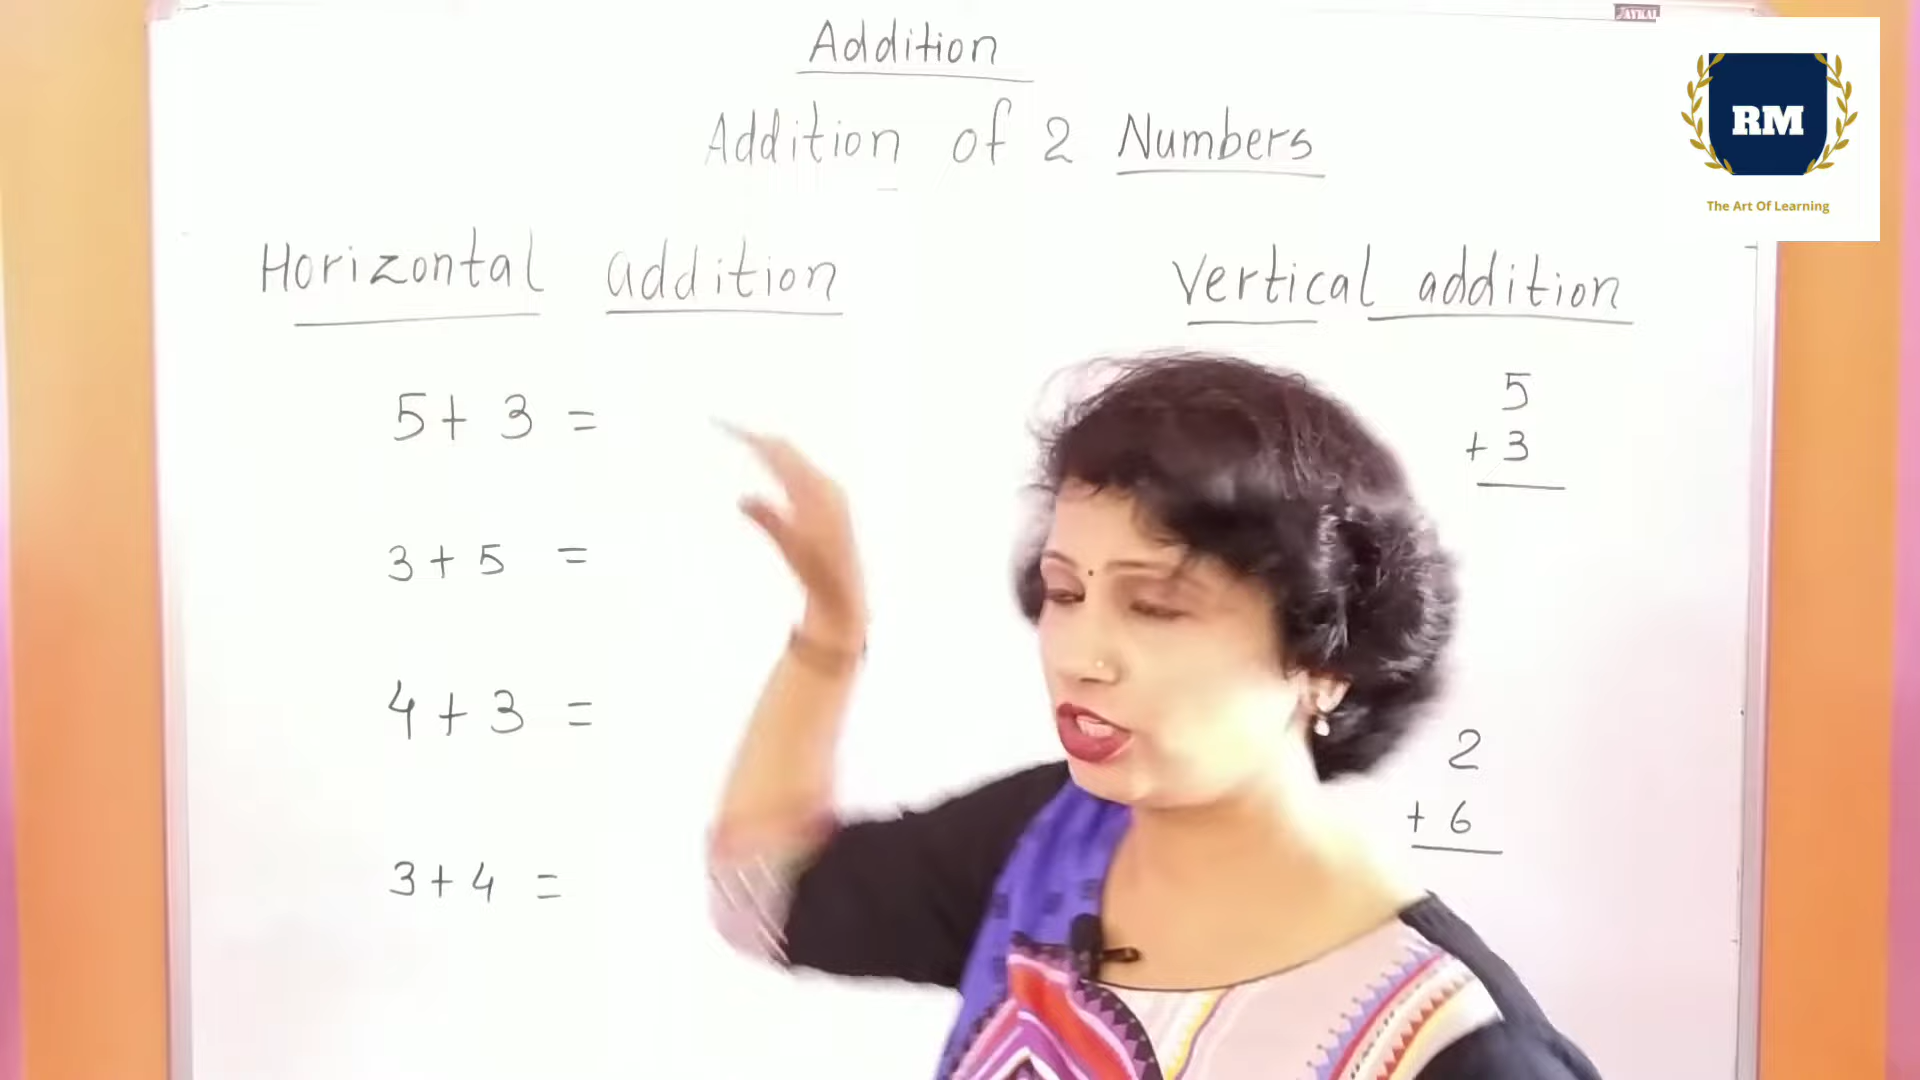 JAYKAL
Addition
RM
Addition of 2 Numbers
The Art Of Learning
Horizontal addition
Vertical addition
5 + 3 =
5
+ 3
3 + 5 =
4 + 3 =
2
+ 6
3 + 4 =